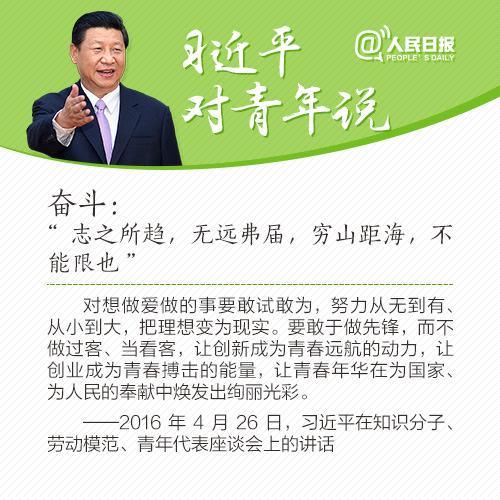 习近平
对青年说
@人民日报
PEOPLE'S DAILY
奋斗：
“志之所趋，无远弗届，穷山距海，不
能限也”
对想做爱做的事要敢试敢为，努力从无到有、
从小到大，把理想变为现实。要敢于做先锋，而不
做过客、当看客，让创新成为青春远航的动力，让
创业成为青春搏击的能量，让青春年华在为国家、
为人民的奉献中焕发出绚丽光彩。
——2016 年 4 月 26 日，习近平在知识分子、
劳动模范、青年代表座谈会上的讲话